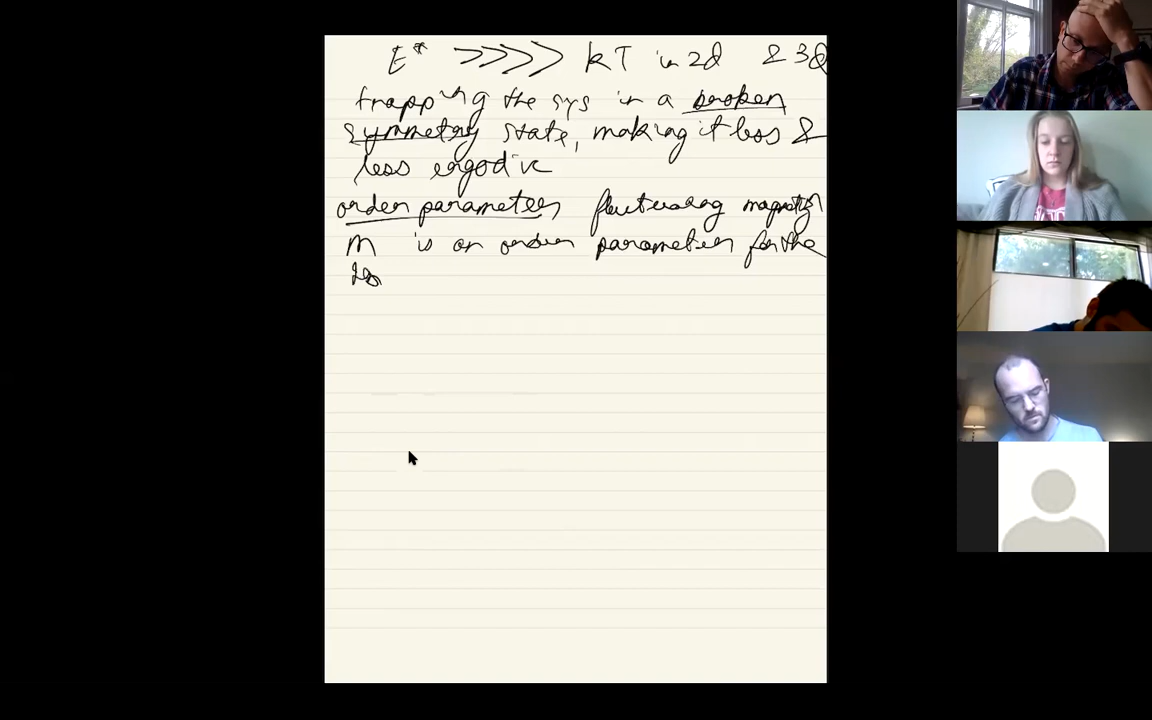 E* >>>> kT in 2d & 3d
trapping the sys in a broken
symmetry state, making it less &
less ergodic
order parameter, fluctuating
m is an order parameter for the